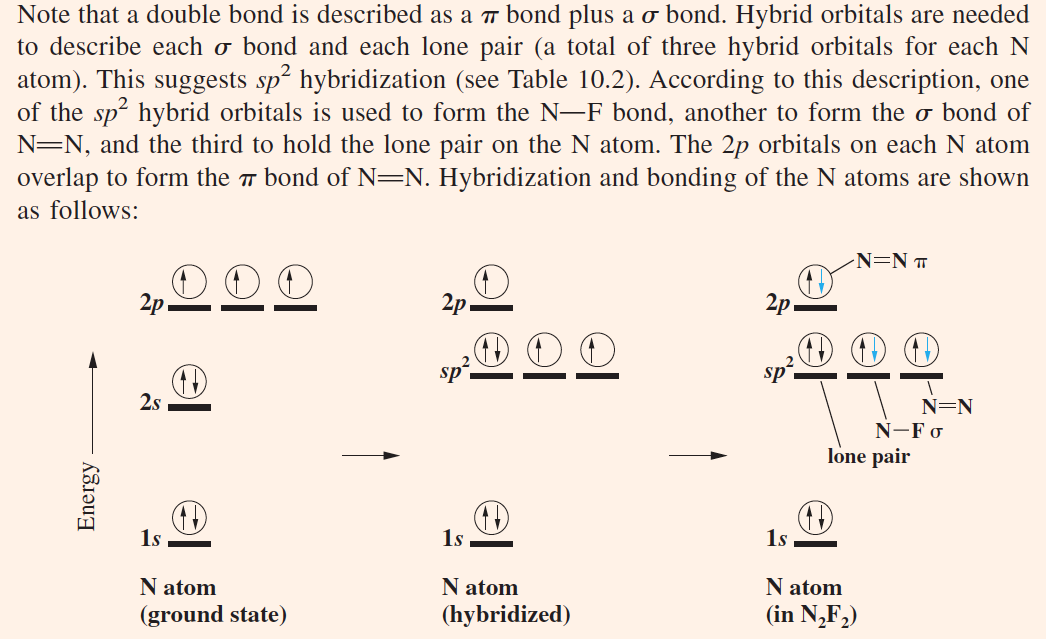 Note that a double bond is described as a π bond plus a σ bond. Hybrid orbitals are needed
to describe each σ bond and each lone pair (a total of three hybrid orbitals for each N
atom). This suggests sp² hybridization (see Table 10.2). According to this description, one
of the sp² hybrid orbitals is used to form the N—F bond, another to form the σ bond of
N=N, and the third to hold the lone pair on the N atom. The 2p orbitals on each N atom
overlap to form the π bond of N=N. Hybridization and bonding of the N atoms are shown
as follows:
Energy
2p
2s
1s
N atom
(ground state)
2p
sp²
1s
N atom
(hybridized)
N=N π
2p
sp²
N=N
N—F σ
lone pair
1s
N atom
(in N₂F₂)